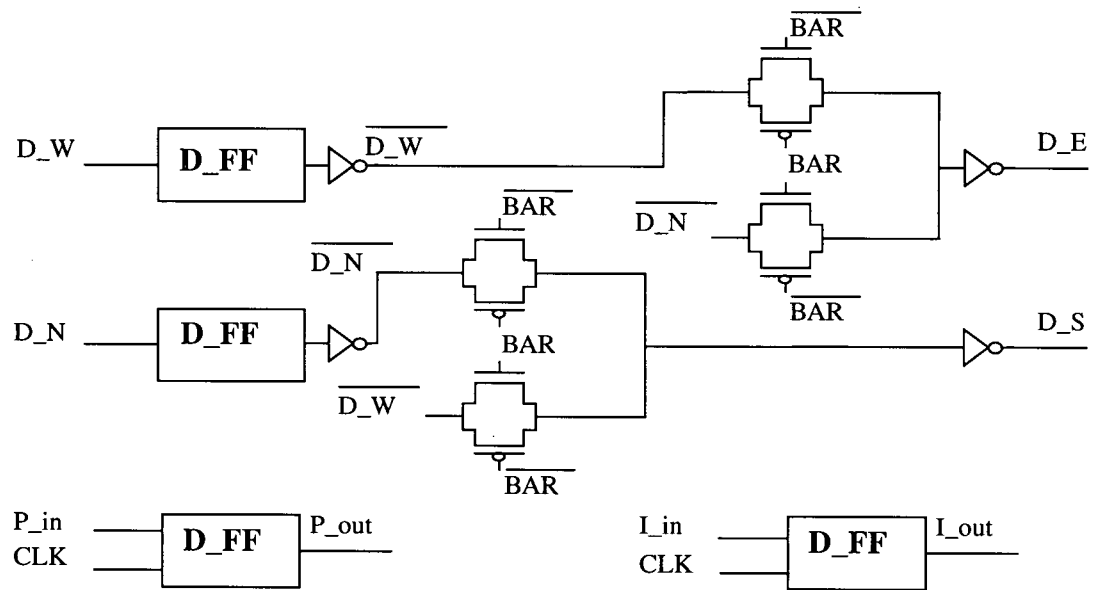 BAR
D_W
D_FF
D_W
BAR
D_E
BAR
D_N
D_N
BAR
D_N
D_FF
BAR
BAR
D_S
D_W
BAR
P_in
CLK
D_FF
P_out
I_in
CLK
D_FF
I_out